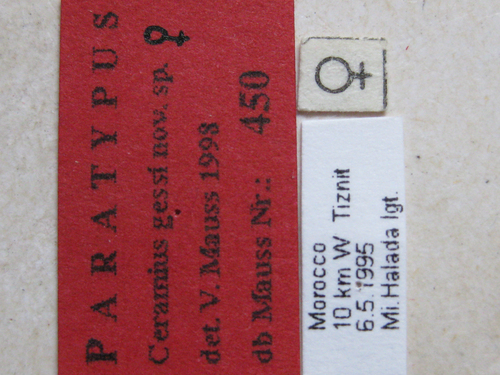 PARATYPUS
Ceramius gessi nov. sp. ♀
det. V. Mauss 1998
db Mauss Nr.: 450
♀
Morocco
10 km W Tiznit
6.5.1995
Mi.Halada lgt.